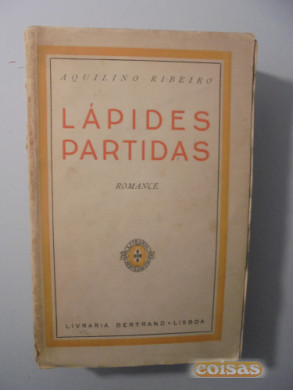 AQUILINO RIBEIRO
LÁPIDES
PARTIDAS
ROMANCE
LIVRARIA BERTRAND • LISBOA
coisas